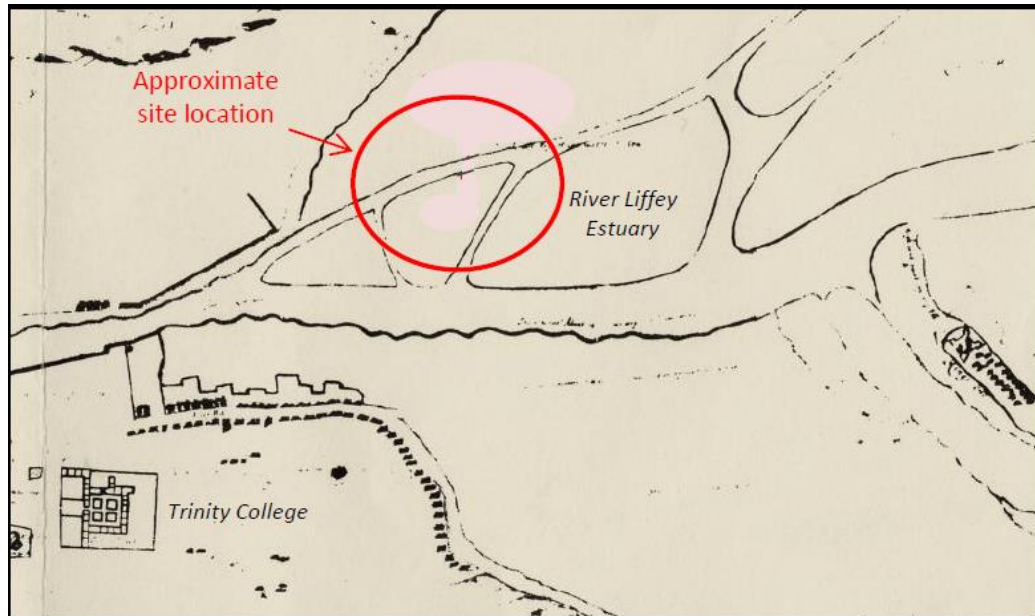 Approximate
site location
River Liffey
Estuary
Trinity College